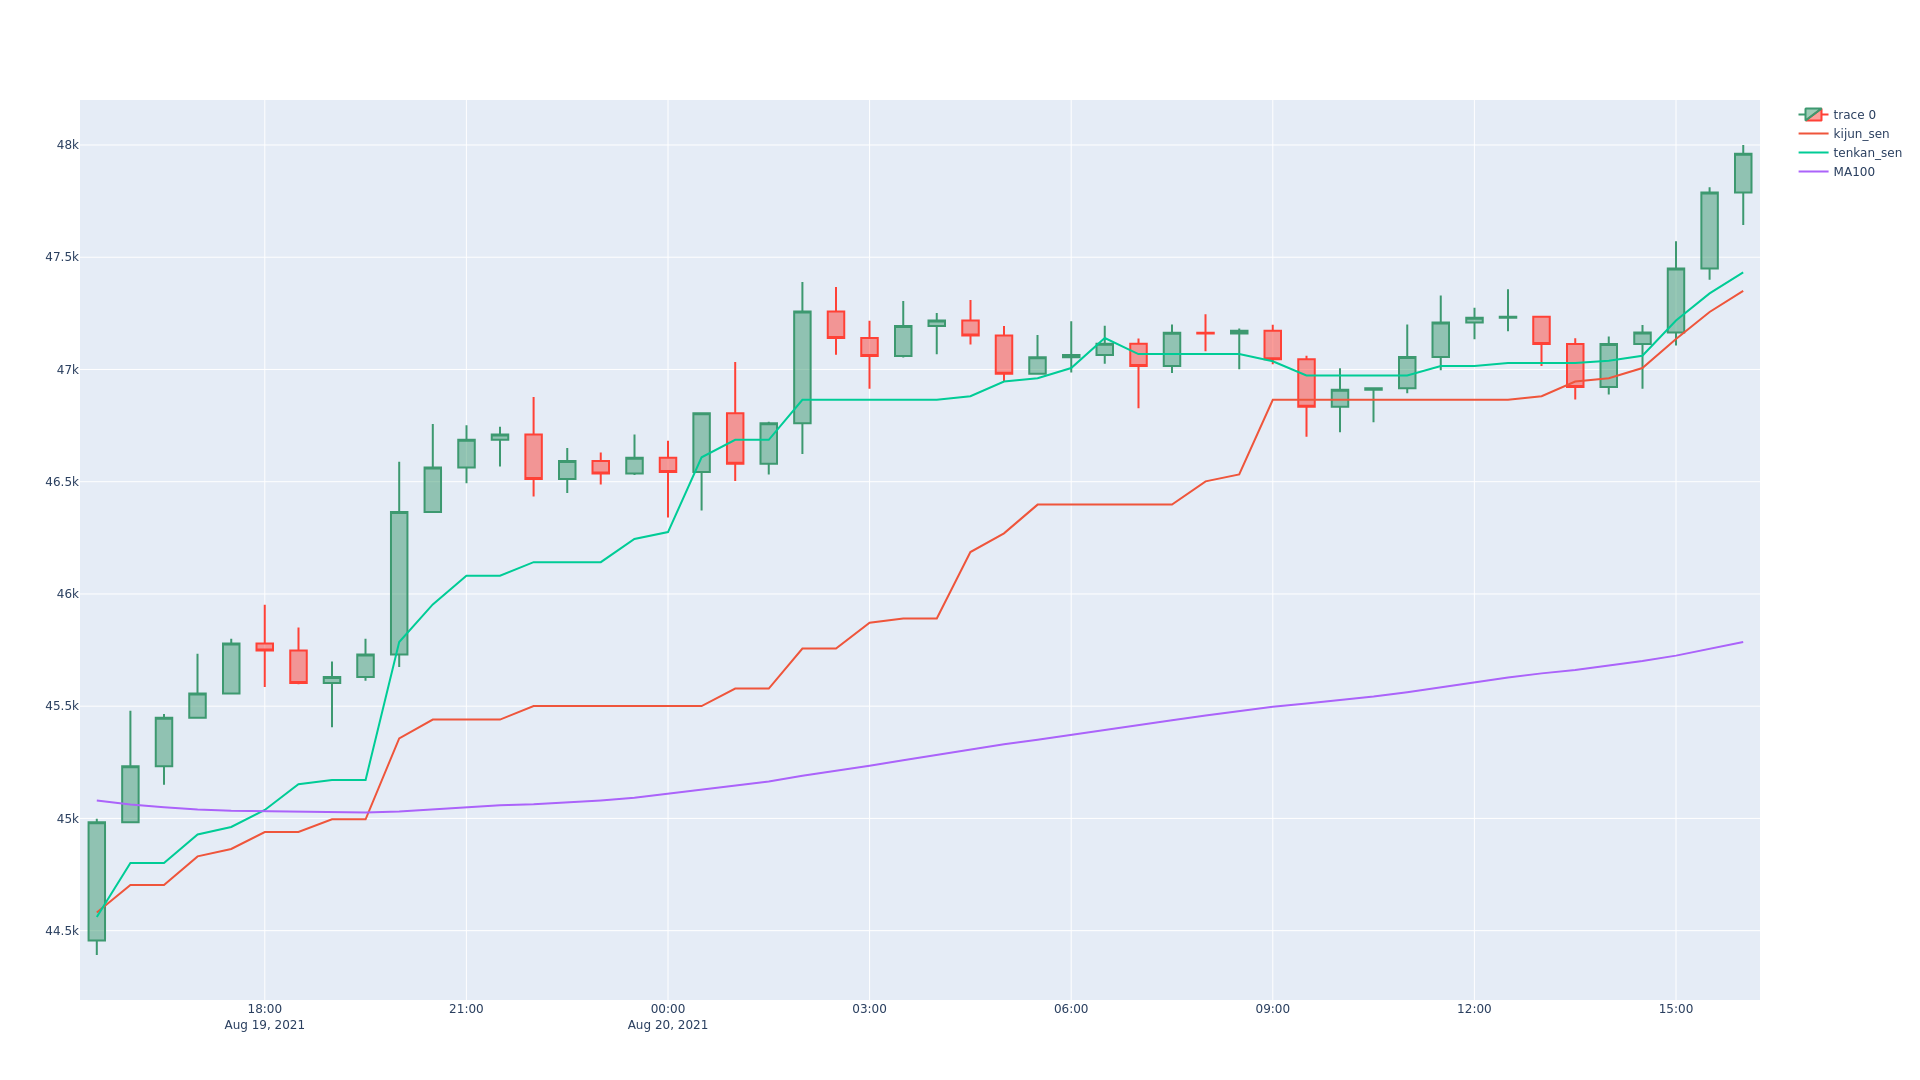 48k
47.5k
47k
46.5k
46k
45.5k
45k
44.5k
18:00
Aug 19, 2021
21:00
00:00
Aug 20, 2021
03:00
06:00
09:00
12:00
15:00
trace 0
kijun_sen
tenkan_sen
MA100